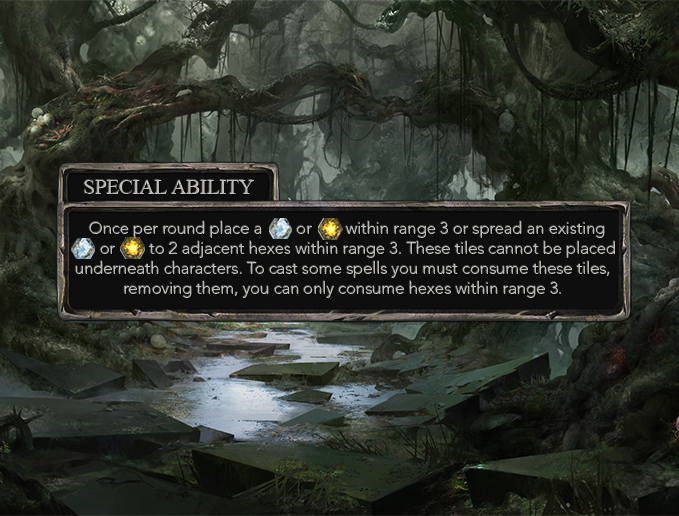 SPECIAL ABILITY
Once per round place a or within range 3 or spread an existing
or to 2 adjacent hexes within range 3. These tiles cannot be placed
underneath characters. To cast some spells you must consume these tiles,
removing them, you can only consume hexes within range 3.